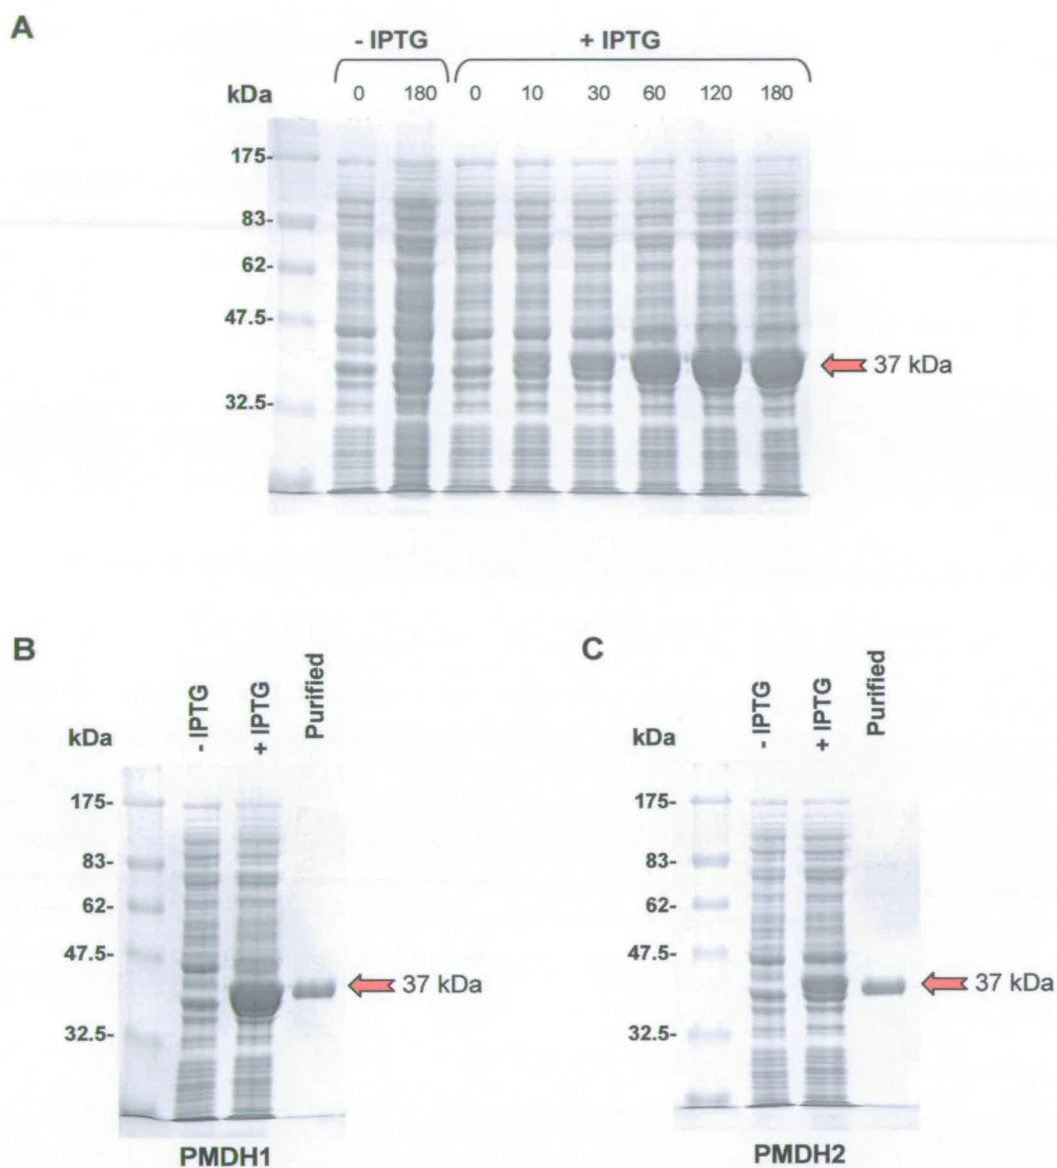 A
- IPTG + IPTG
kDa 0 180 0 10 30 60 120 180
175-
83-
62-
47.5-
37 kDa
32.5-
B
- IPTG
+ IPTG
Purified
kDa
175-
83-
62-
47.5-
37 kDa
32.5-
PMDH1
C
- IPTG
+ IPTG
Purified
kDa
175-
83-
62-
47.5-
37 kDa
32.5-
PMDH2